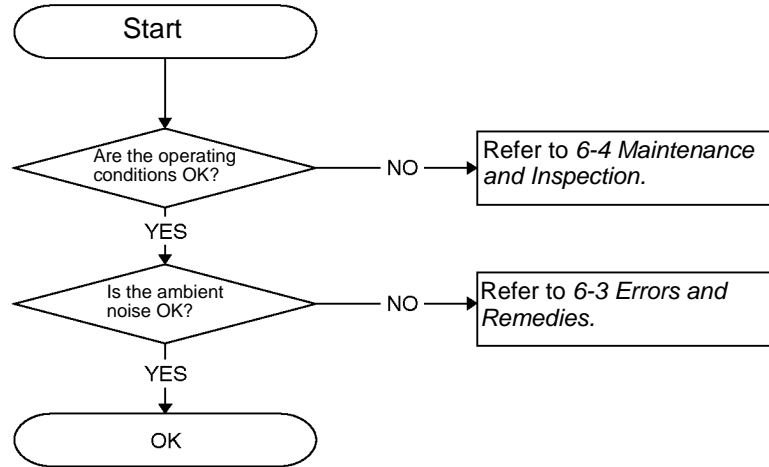 Start
Are the operating
conditions OK?
NO
Refer to 6-4 Maintenance
and Inspection.
YES
Is the ambient
noise OK?
NO
Refer to 6-3 Errors and
Remedies.
YES
OK